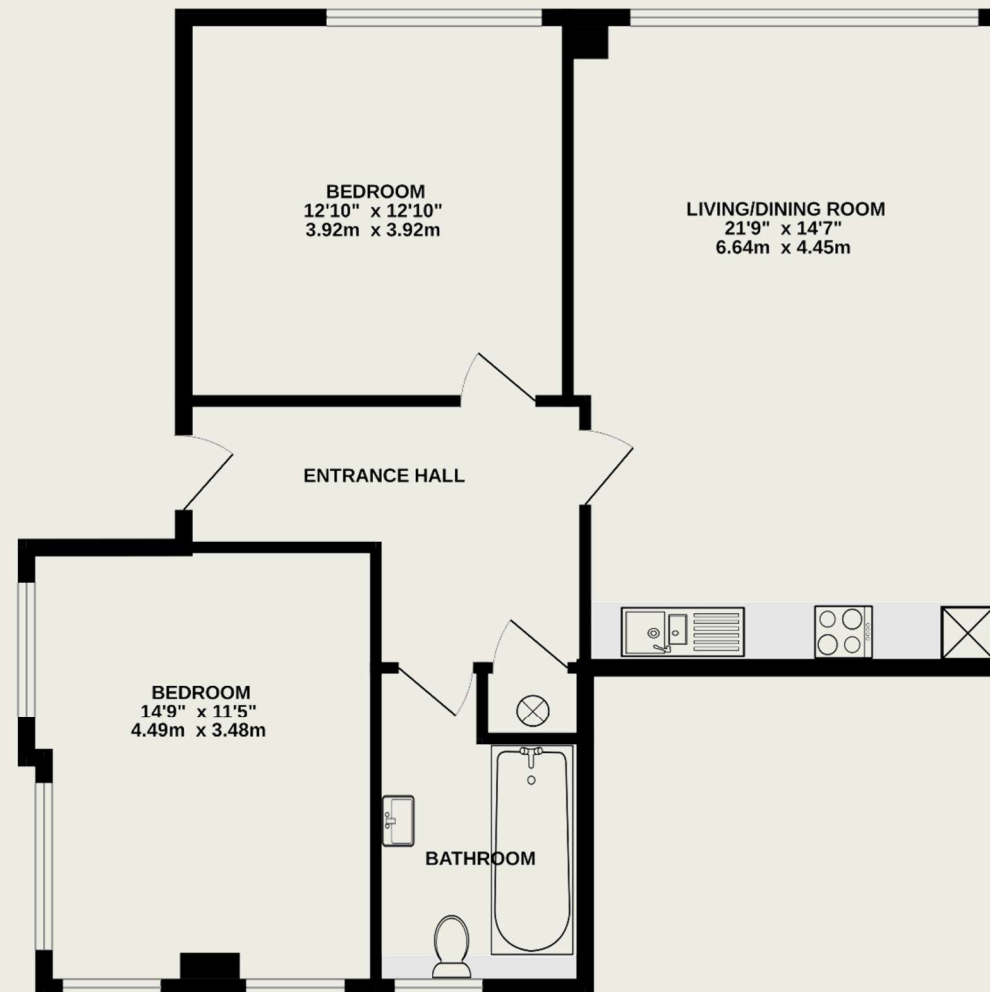 BEDROOM
12'10" x 12'10"
3.92m x 3.92m
LIVING/DINING ROOM
21'9" x 14'7"
6.64m x 4.45m
ENTRANCE HALL
BEDROOM
14'9" x 11'5"
4.49m x 3.48m
BATHROOM